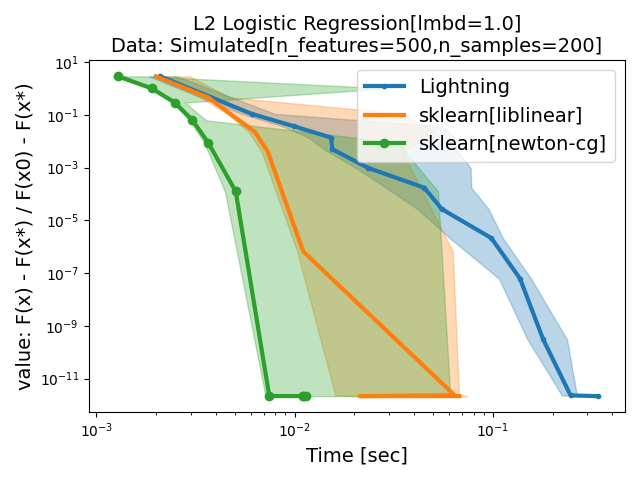 L2 Logistic Regression[lmbd=1.0]
Data: Simulated[n_features=500,n_samples=200]
value: F(x) - F(x*) / F(x0) - F(x*)
10¹
10⁻¹
10⁻³
10⁻⁵
10⁻⁷
10⁻⁹
10⁻¹¹
Lightning
sklearn[liblinear]
sklearn[newton-cg]
10⁻³
10⁻²
10⁻¹
Time [sec]